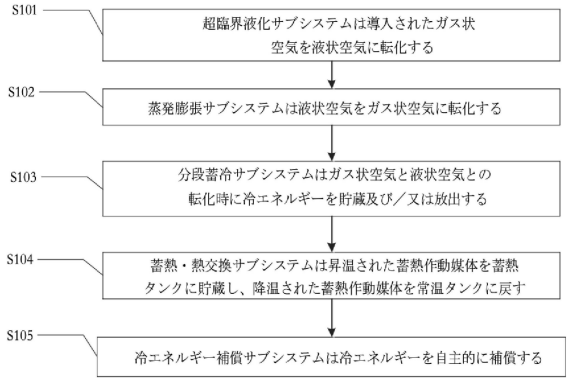 S101
超臨界液化サブシステムは導入されたガス状
空気を液状空気に転化する
S102
蒸発膨張サブシステムは液状空気をガス状空気に転化する
S103
分段蓄冷サブシステムはガス状空気と液状空気との
転化時に冷エネルギーを貯蔵及び／又は放出する
S104
蓄熱・熱交換サブシステムは昇温された蓄熱作動媒体を蓄熱
タンクに貯蔵し、降温された蓄熱作動媒体を常温タンクに戻す
S105
冷エネルギー補償サブシステムは冷エネルギーを自主的に補償する